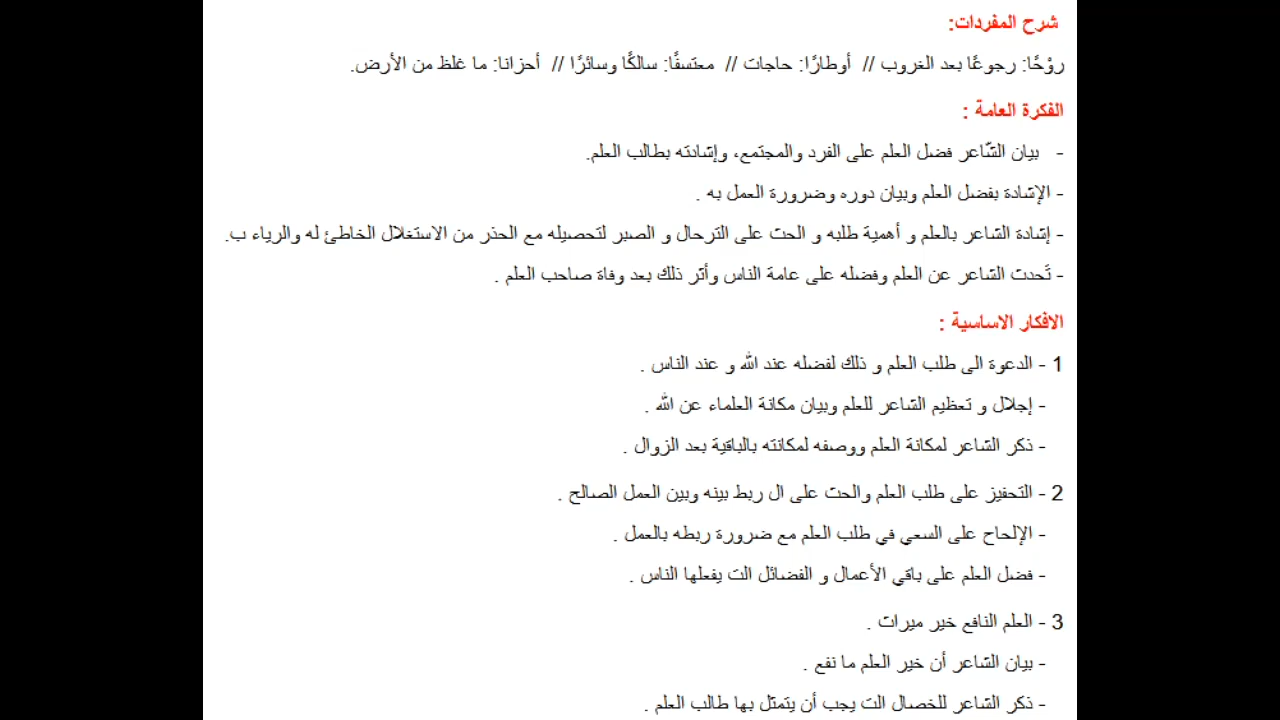 شرح المفردات:
روْحًا: رجوعًا بعد الغروب // أوطارًا: حاجات // معتسفًا: سالكًا وسائرًا // أحزانا: ما غلظ من الأرض.
الفكرة العامة :
- بيان الشّاعر فضل العلم على الفرد والمجتمع، وإشادته بطالب العلم.
- الإشادة بفضل العلم وبيان دوره وضرورة العمل به .
- إشادة الشاعر بالعلم و أهمية طلبه و الحث على الترحال و الصبر لتحصيله مع الحذر من الاستغلال الخاطئ له والرياء ب.
- تًحدث الشاعر عن العلم وفضله على عامة الناس وأثر ذلك بعد وفاة صاحب العلم .
الافكار الاساسية :
1 - الدعوة الى طلب العلم و ذلك لفضله عند الله و عند الناس .
- إجلال و تعظيم الشاعر للعلم وبيان مكانة العلماء عن الله .
- ذكر الشاعر لمكانة العلم ووصفه لمكانته بالباقية بعد الزوال .
2 - التحفيز على طلب العلم والحث على ال ربط بينه وبين العمل الصالح .
- الإلحاح على السعي في طلب العلم مع ضرورة ربطه بالعمل .
- فضل العلم على باقي الأعمال و الفضائل الت يفعلها الناس .
3 - العلم النافع خير ميراث .
- بيان الشاعر أن خير العلم ما نفع .
- ذكر الشاعر للخصال الت يجب أن يتمثل بها طالب العلم .